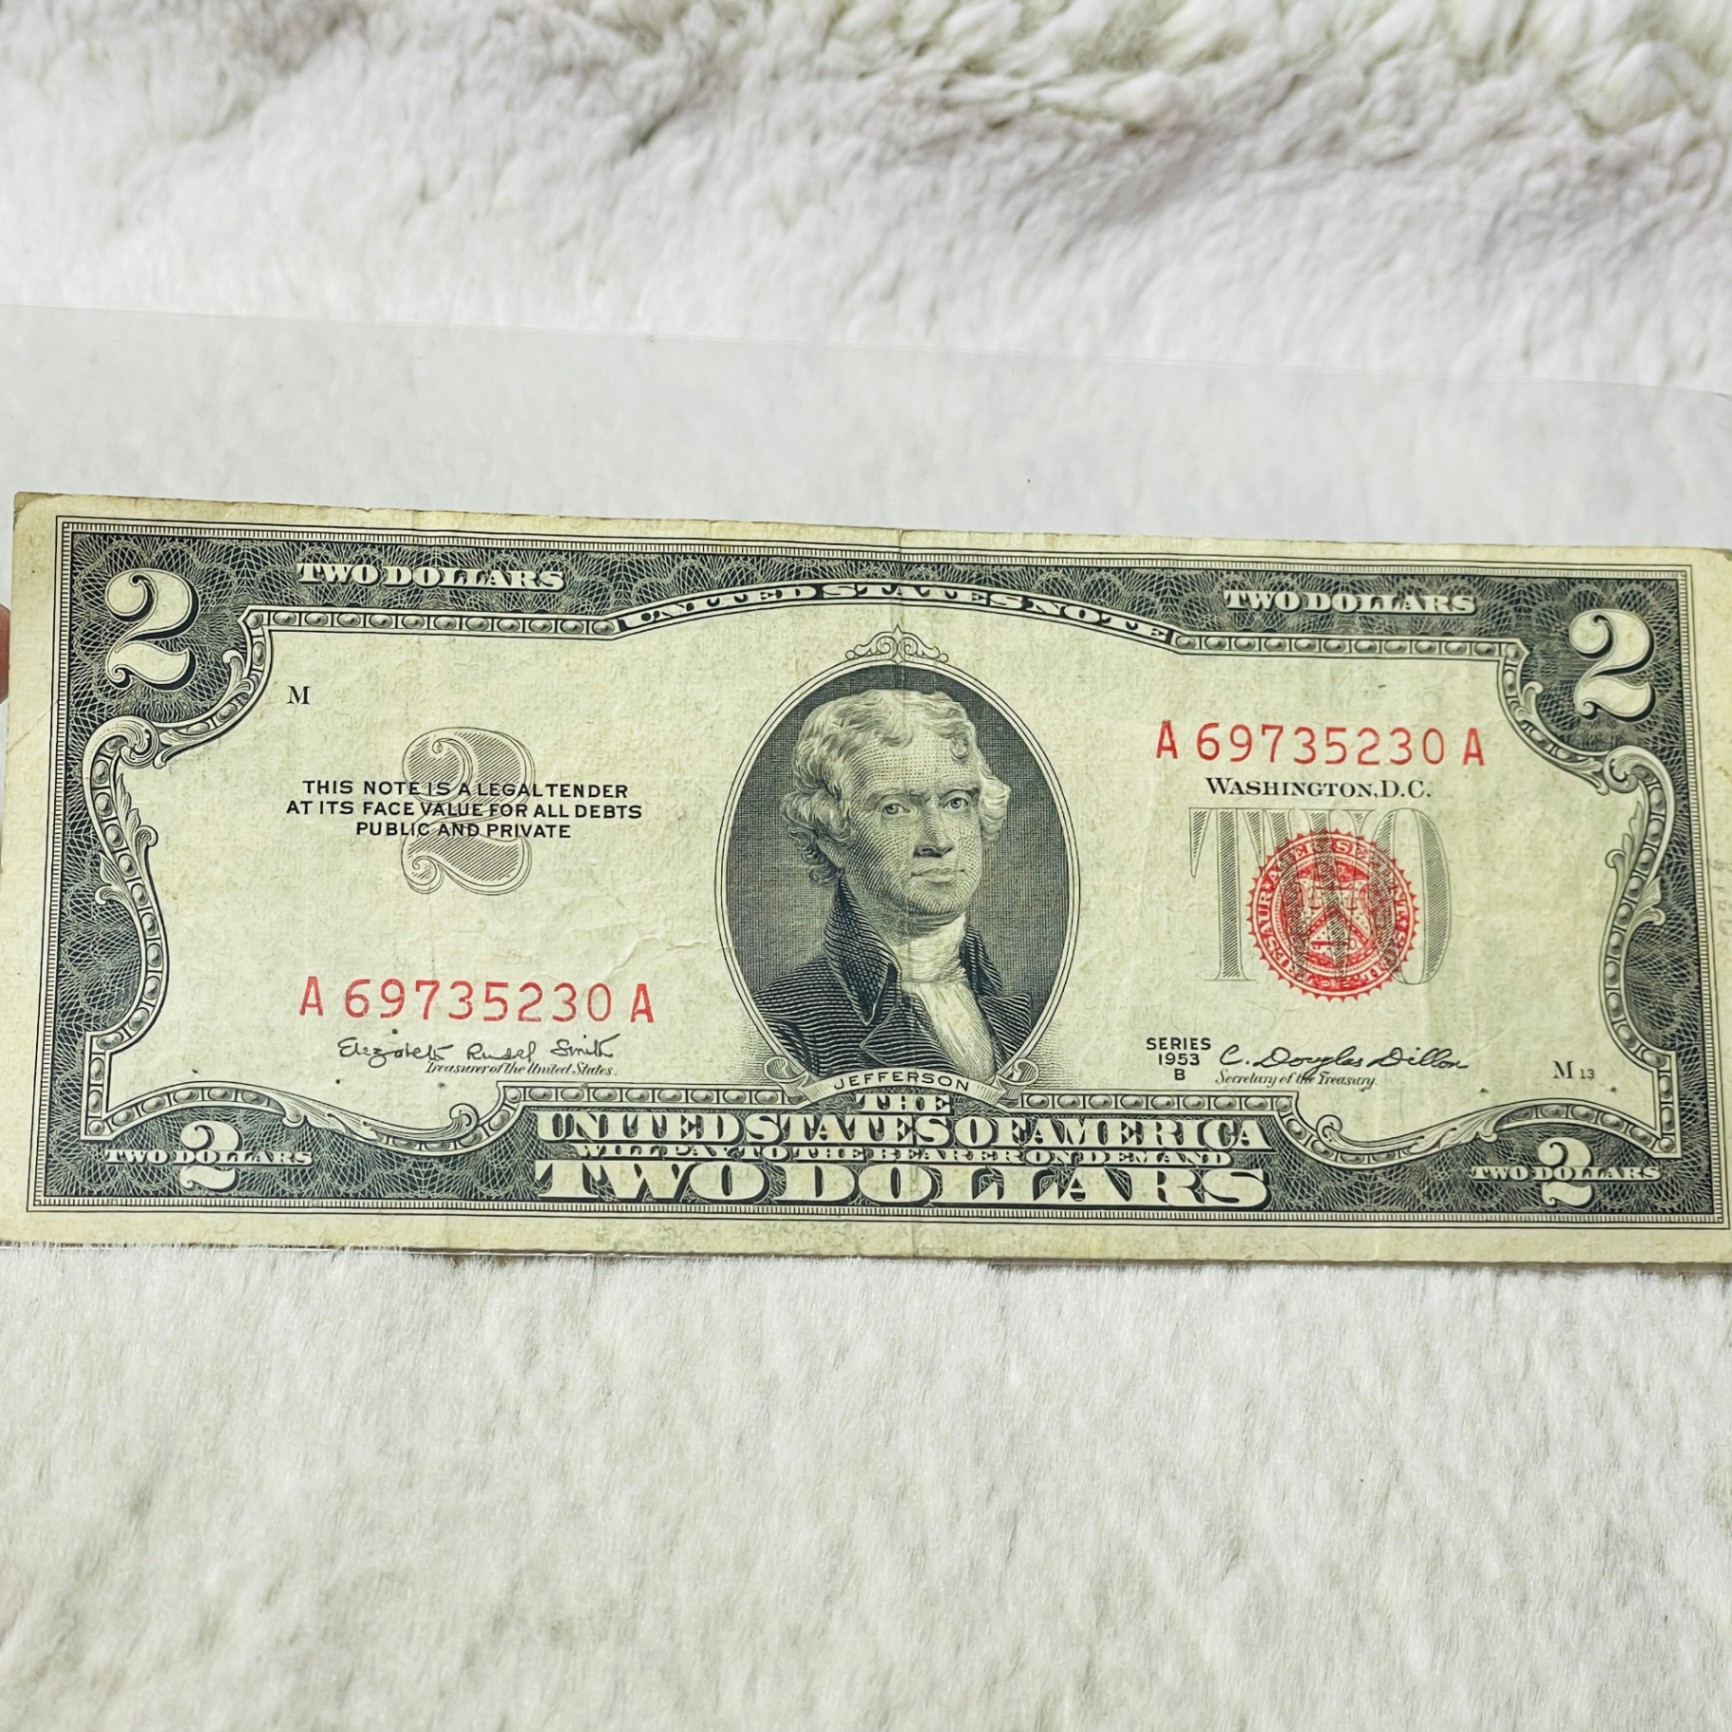 TWO DOLLARS
UNITED STATES NOTE
TWO DOLLARS
2
2
M
A 69735230 A
WASHINGTON, D.C.
2
THIS NOTE IS A LEGAL TENDER
AT ITS FACE VALUE FOR ALL DEBTS
PUBLIC AND PRIVATE
TWO
A 69735230 A
Elizabeth Rudel Smith
Treasurer of the United States.
SERIES
1953
B
C. Douglas Dillon
Secretary of the Treasury.
M 13
JEFFERSON
THE
UNITED STATES OF AMERICA
WILL PAY TO THE BEARER ON DEMAND
TWO DOLLARS
2
TWO DOLLARS
2
TWO DOLLARS